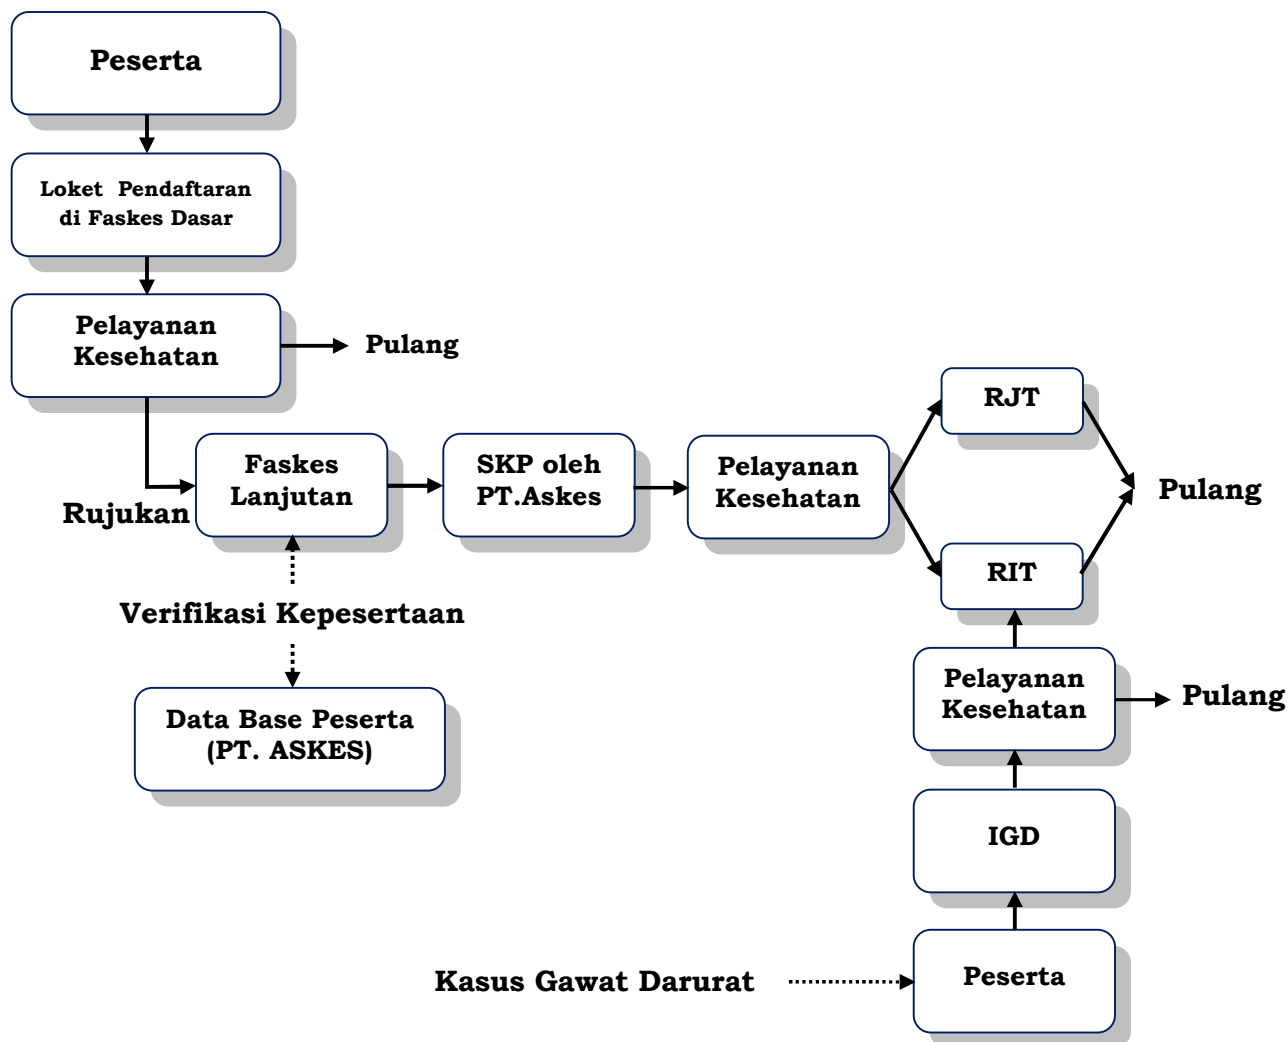 Peserta
Loket Pendaftaran
di Faskes Dasar
Pelayanan
Kesehatan
Pulang
Rujukan
Faskes
Lanjutan
SKP oleh
PT.Askes
Pelayanan
Kesehatan
RJT
RIT
Pulang
Verifikasi Kepesertaan
Data Base Peserta
(PT. ASKES)
Pelayanan
Kesehatan
Pulang
IGD
Kasus Gawat Darurat
Peserta